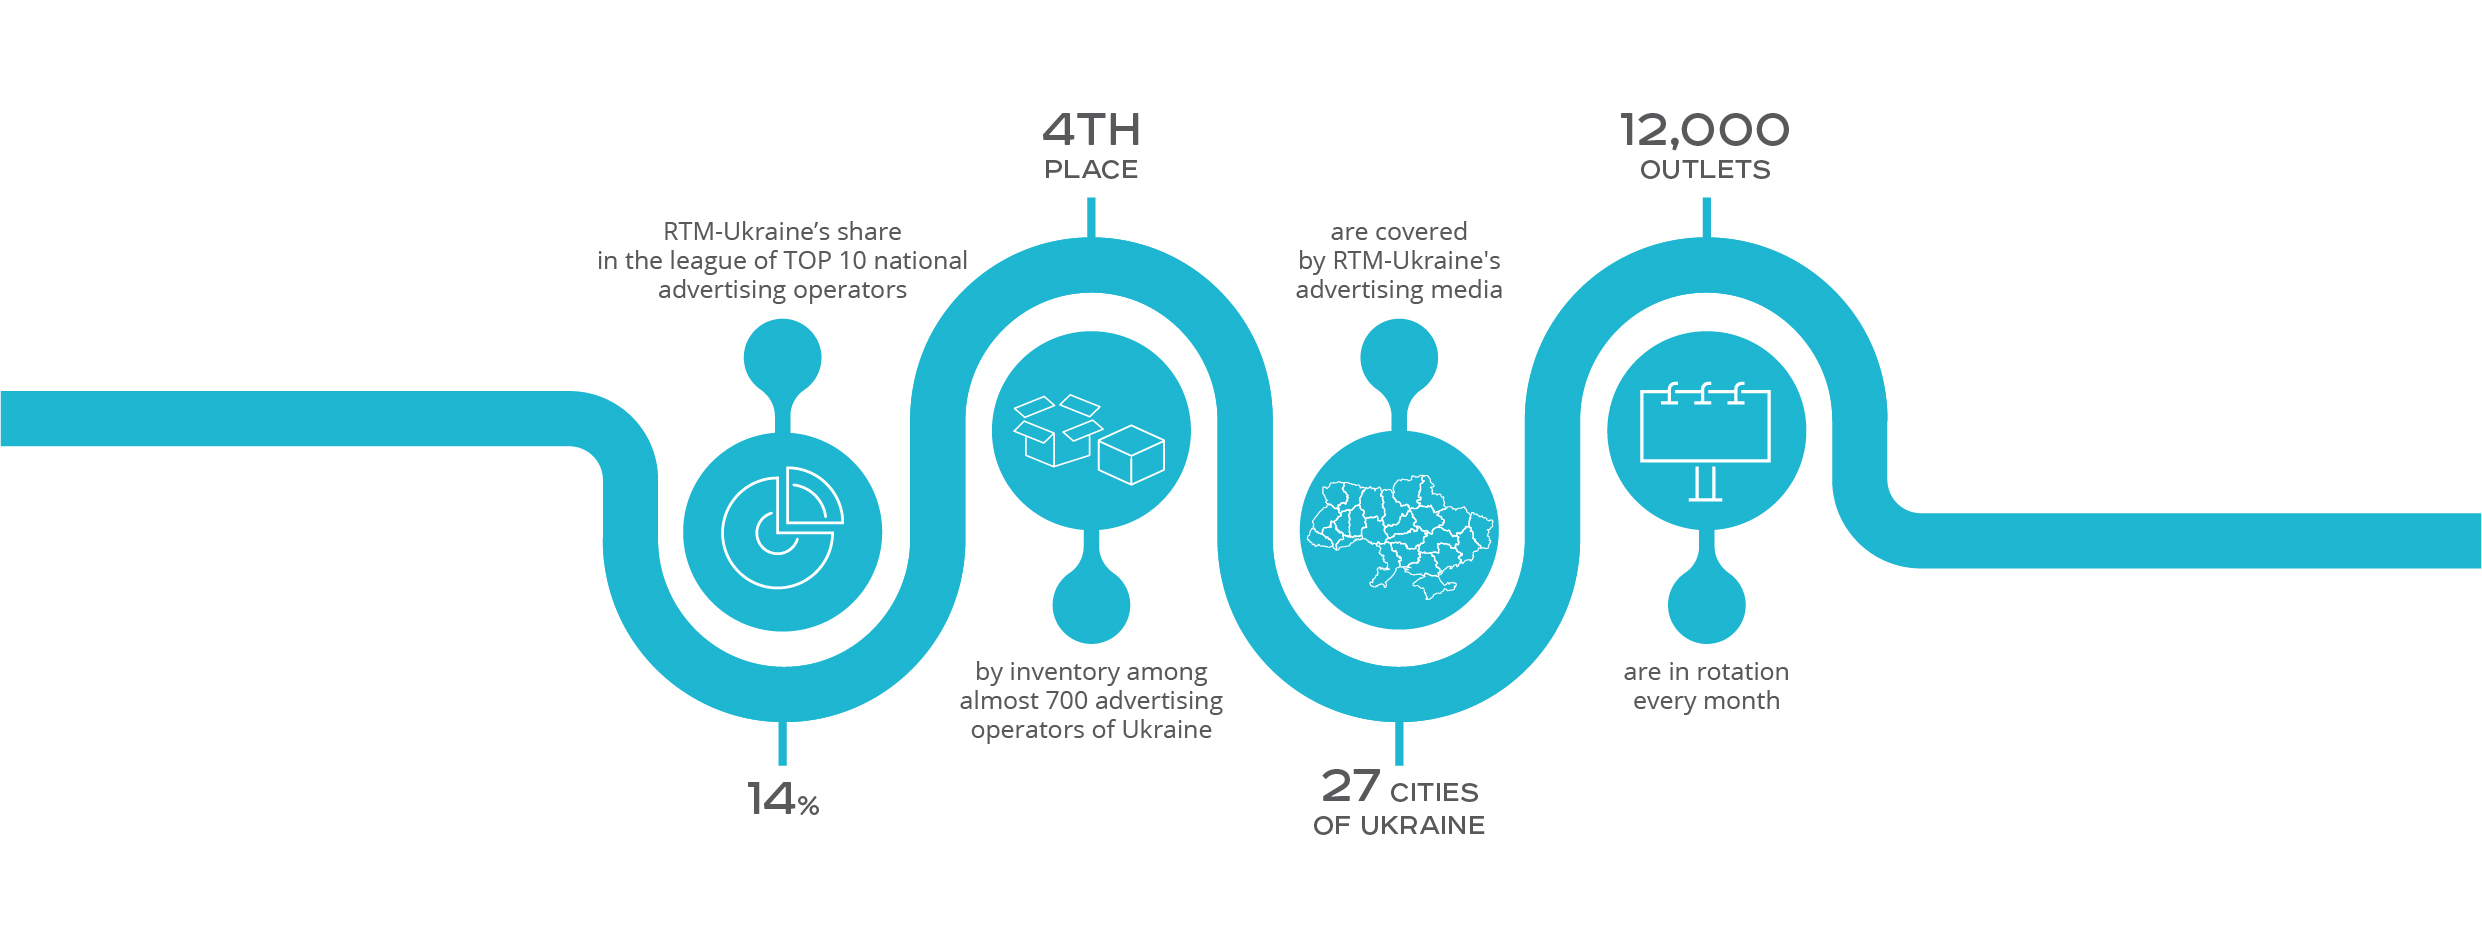 RTM-Ukraine’s share
in the league of TOP 10 national
advertising operators
14%
4TH
PLACE
by inventory among
almost 700 advertising
operators of Ukraine
are covered
by RTM-Ukraine's
advertising media
27 CITIES
OF UKRAINE
12,000
OUTLETS
are in rotation
every month